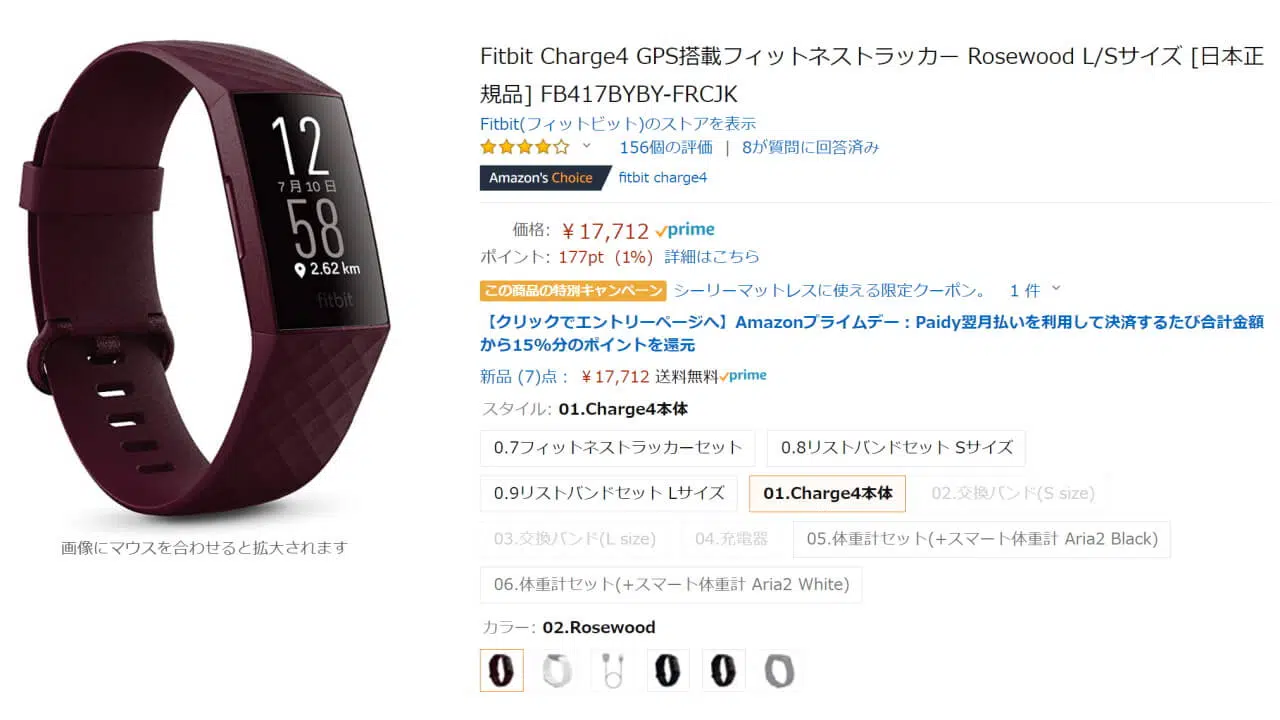 12
7月10日
58
2.62 km
fitbit
画像にマウスを合わせると拡大されます
Fitbit Charge4 GPS搭載フィットネストラッカー Rosewood L/Sサイズ [日本正
規品] FB417BYBY-FRCJK
Fitbit(フィットビット)のストアを表示
156個の評価 | 8が質問に回答済み
Amazon's Choice fitbit charge4
価格: ￥17,712 prime
ポイント: 177pt (1%) 詳細はこちら
この商品の特別キャンペーン シーリーマットレスに使える限定クーポン。 1 件
【クリックでエントリーページへ】Amazonプライムデー：Paidy翌月払いを利用して決済するたび合計金額
から15%分のポイントを還元
新品 (7)点： ￥17,712 送料無料 prime
スタイル: 01.Charge4本体
0.7フィットネストラッカーセット 0.8リストバンドセット Sサイズ
0.9リストバンドセット Lサイズ 01.Charge4本体 02.交換バンド(S size)
03.交換バンド(L size) 04.充電器 05.体重計セット(+スマート体重計 Aria2 Black)
06.体重計セット(+スマート体重計 Aria2 White)
カラー: 02.Rosewood